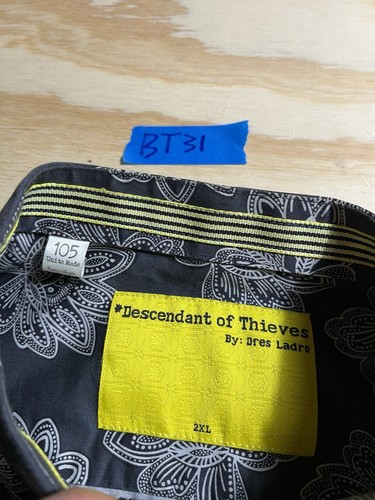 BT31
105
Units Made
*Descendant of Thieves
By: Dres Ladro
2XL